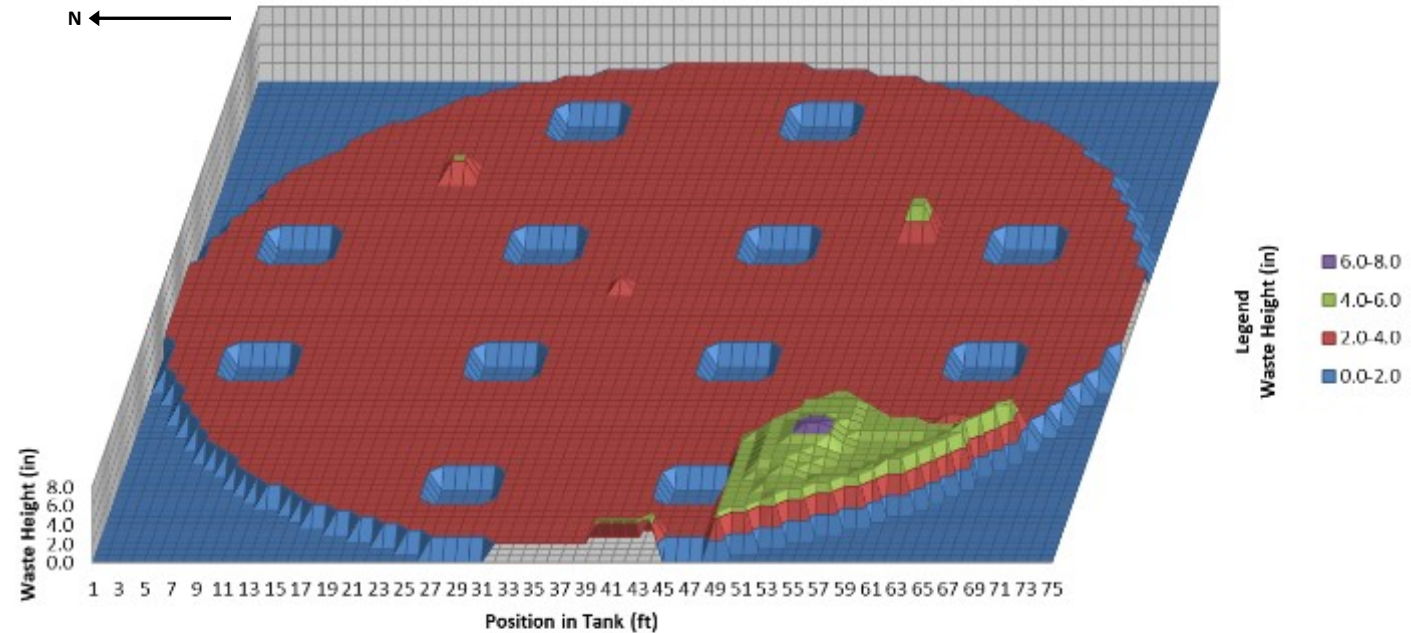 N
Legend
Waste Height (in)
6.0-8.0
4.0-6.0
2.0-4.0
0.0-2.0
Waste Height (in)
8.0
6.0
4.0
2.0
0.0
1 3 5 7 9 11 13 15 17 19 21 23 25 27 29 31 33 35 37 39 41 43 45 47 49 51 53 55 57 59 61 63 65 67 69 71 73 75
Position in Tank (ft)